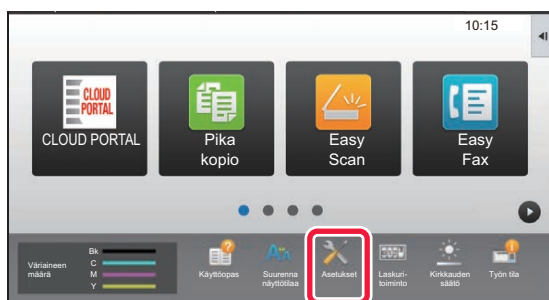 10:15
CLOUD
PORTAL
CLOUD PORTAL
Pika
kopio
Easy
Scan
Easy
Fax
Väriaineen
määrä
Bk
C
M
Y
Käyttöopas
Suurenna
näyttötilaa
Asetukset
Laskuri-
toiminto
Kirkkauden
säätö
Työn tila